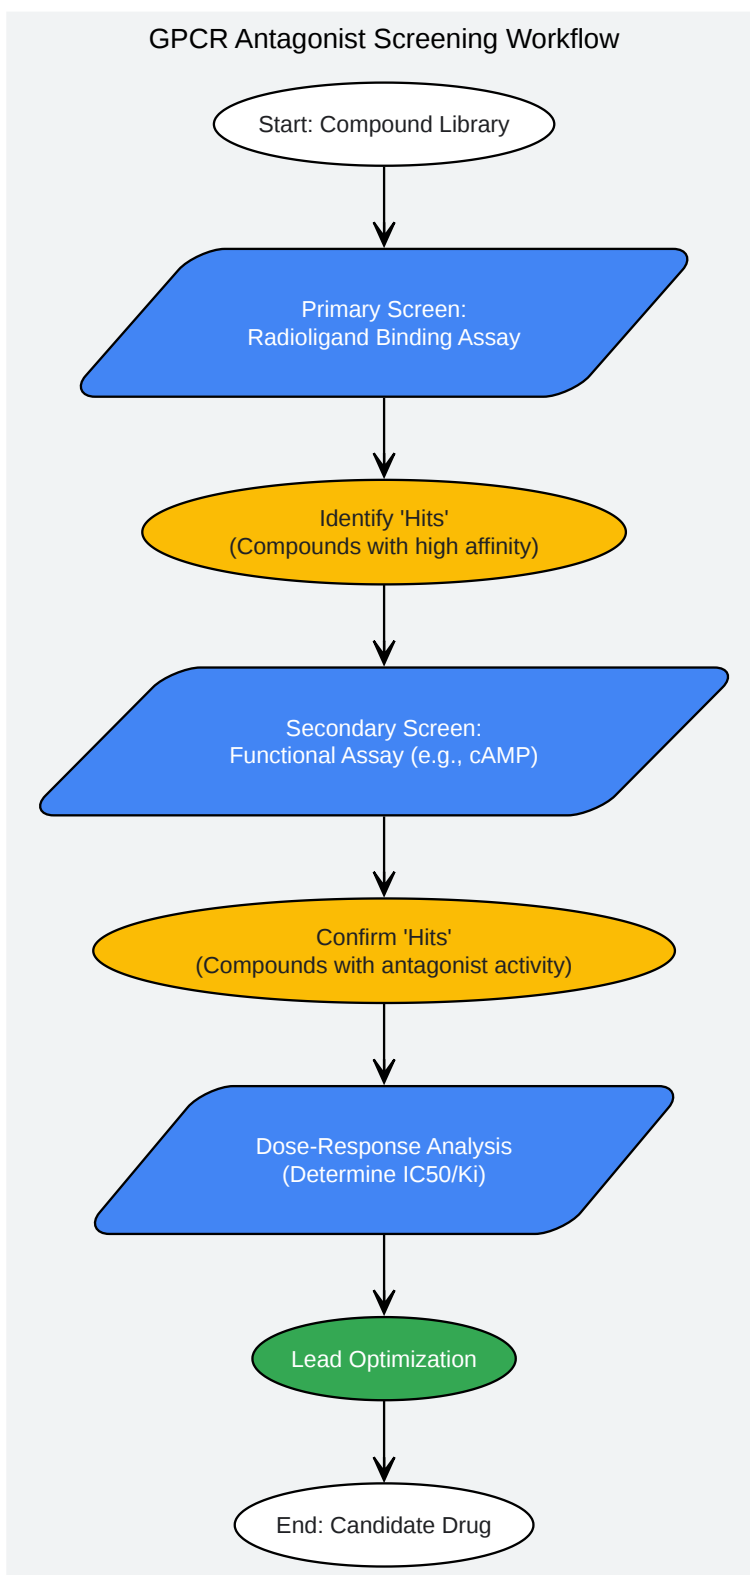 GPCR Antagonist Screening Workflow
Start: Compound Library
Primary Screen:
Radioligand Binding Assay
Identify 'Hits'
(Compounds with high affinity)
Secondary Screen:
Functional Assay (e.g., cAMP)
Confirm 'Hits'
(Compounds with antagonist activity)
Dose-Response Analysis
(Determine IC50/Ki)
Lead Optimization
End: Candidate Drug